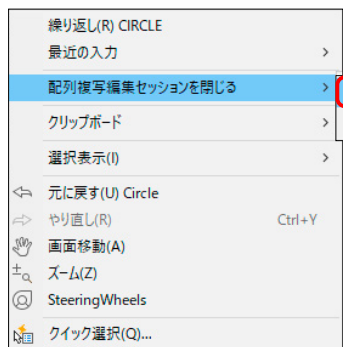 繰り返し(R) CIRCLE
最近の入力
配列複写編集セッションを閉じる
クリップボード
選択表示(I)
元に戻す(U) Circle
やり直し(R) Ctrl+Y
画面移動(A)
ズーム(Z)
SteeringWheels
クイック選択(Q)...